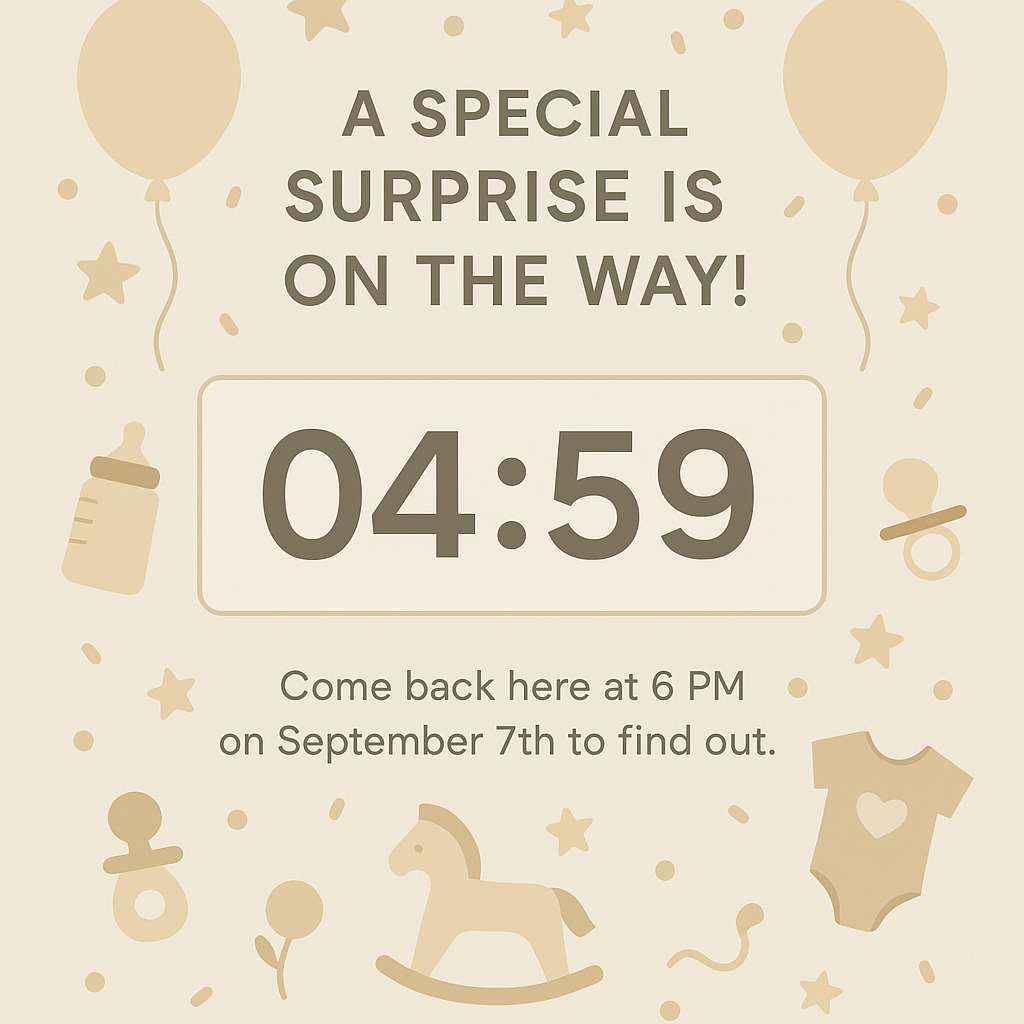 A SPECIAL
SURPRISE IS
ON THE WAY!
04:59
Come back here at 6 PM
on September 7th to find out.